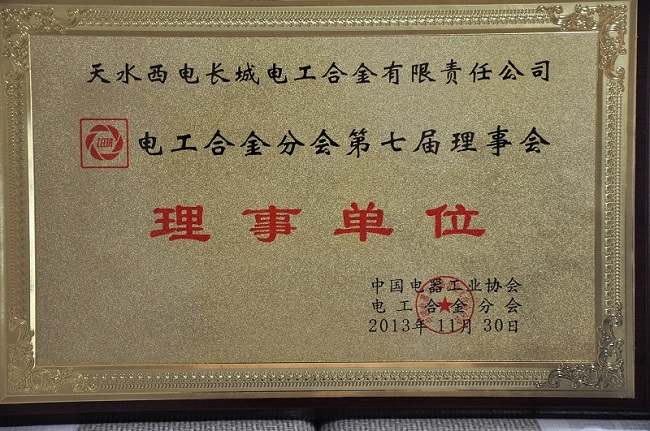 天水西电长城电工合金有限责任公司
电工合金分会第七届理事会
理事单位
中国电器工业协会
电工合金分会
2013年11月30日